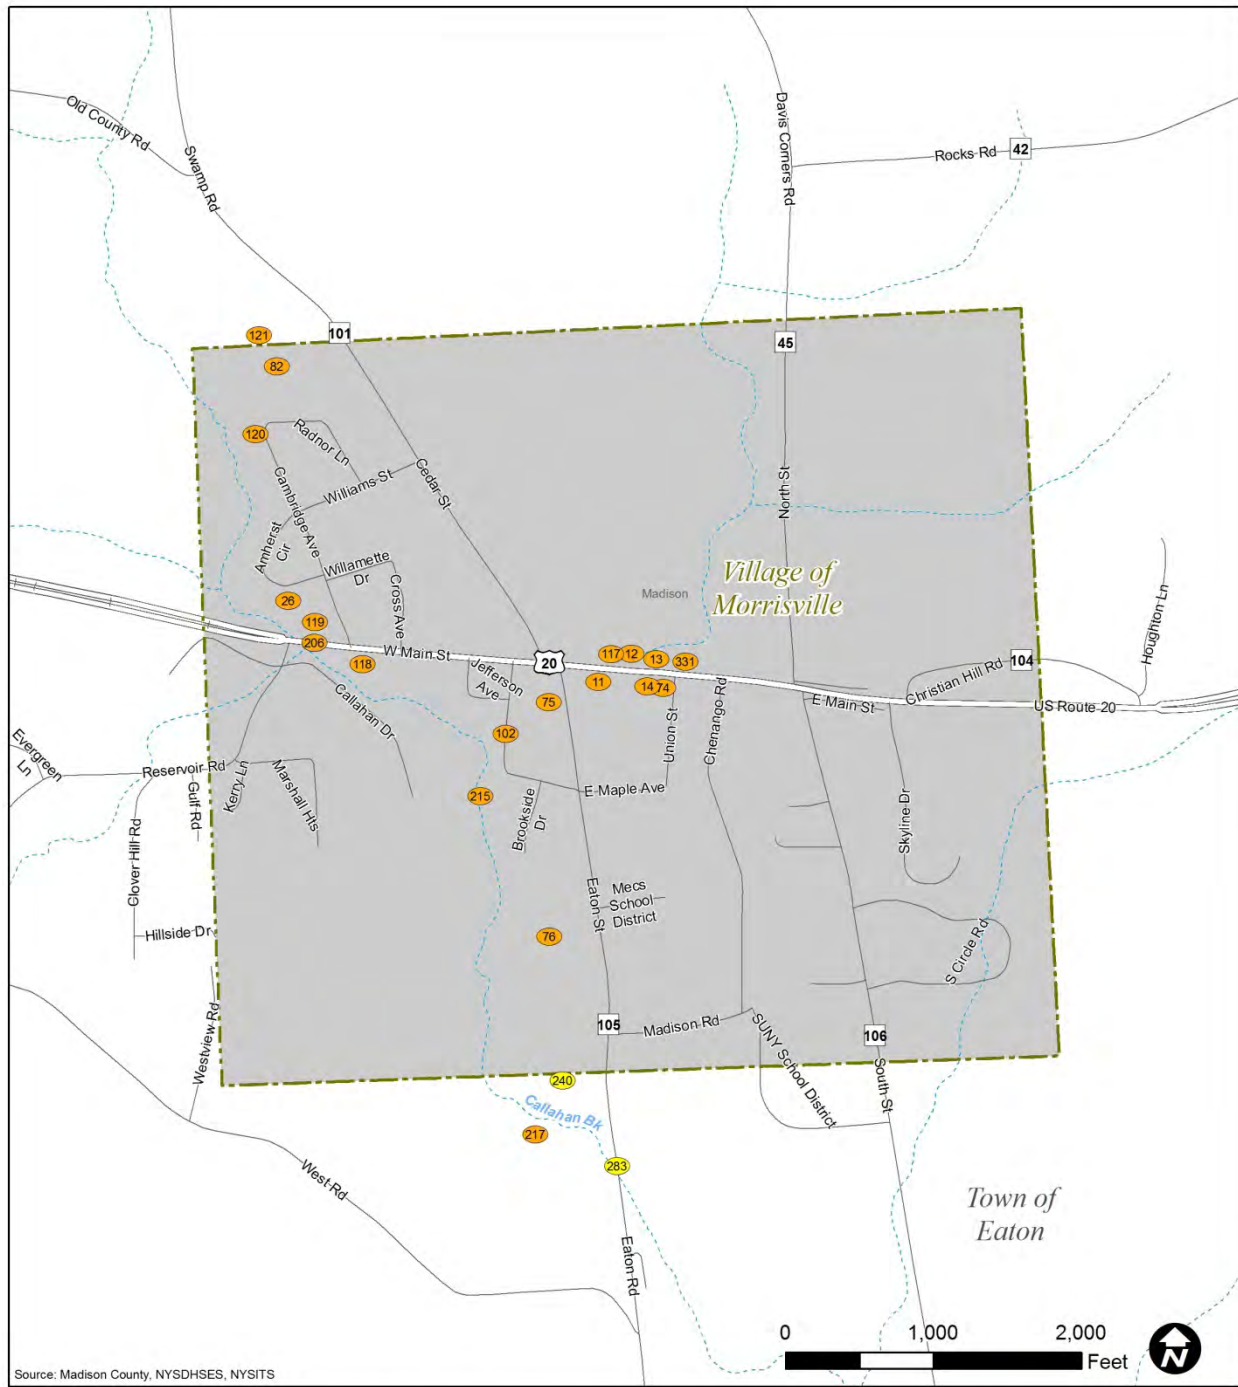 Old County Rd
Swamp Rd
Davis Corners Rd
Rocks Rd
42
121
101
45
82
120
Radnor Ln
Williams St
Cedar St
Cambridge Ave
North St
Amherst
Cir
Willamette
Dr
Cross Ave
Village of
Morrisville
Madison
26
119
206
118
W Main St
20
117
12
13
331
11
14
74
Jefferson
Ave
75
102
Callahan Dr
Union St
Chenango Rd
E Main St
Christian Hill Rd
104
Houghton Ln
US Route 20
Evergreen
Ln
Reservoir Rd
Gulf Rd
Kerry Ln
Marshall Hts
Clover Hill Rd
215
Brookside
Dr
E Maple Ave
Skyline Dr
Hillside Dr
Eaton St
Mecs
School
District
76
S Circle Rd
Westview Rd
105
Madison Rd
SUNY School District
106
South St
240
Callahan Bk
217
283
West Rd
Eaton Rd
Town of
Eaton
0
1,000
2,000
Feet
N
Source: Madison County, NYSDHSES, NYSITS